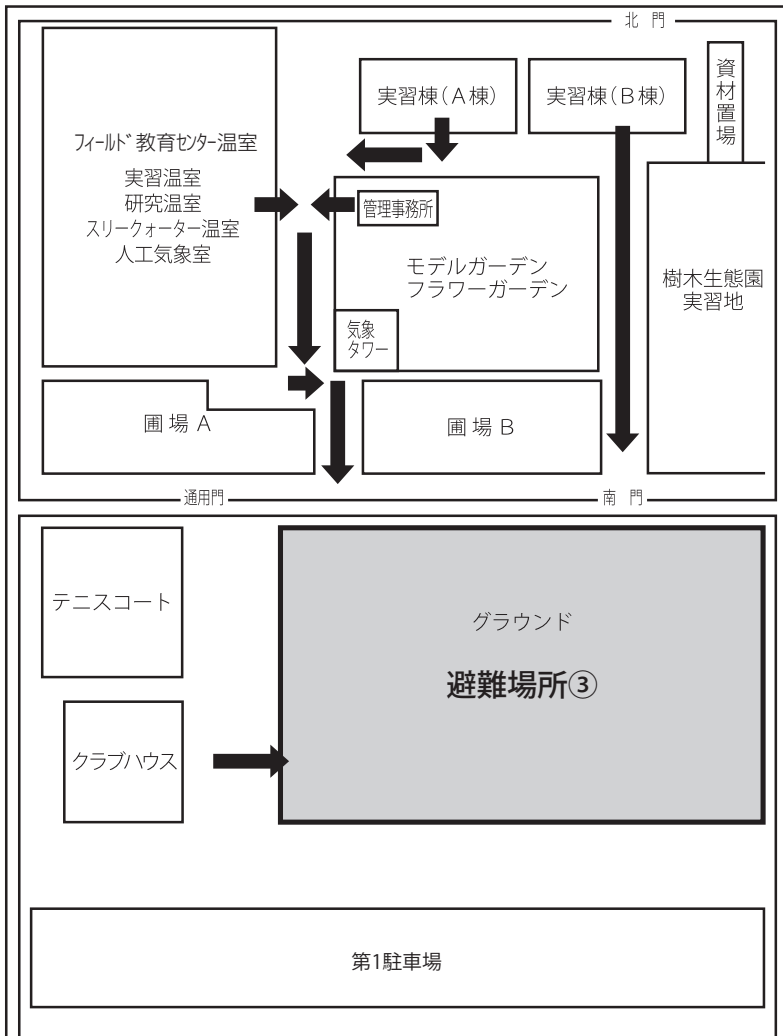 北 門
実習棟（A棟）
実習棟（B棟）
資材置場
フィールド教育センター温室
実習温室
研究温室
スリークォーター温室
人工気象室
管理事務所
モデルガーデン
フラワーガーデン
樹木生態園
実習地
気象
タワー
圃場 A
圃場 B
通用門
南 門
テニスコート
グラウンド
避難場所③
クラブハウス
第1駐車場